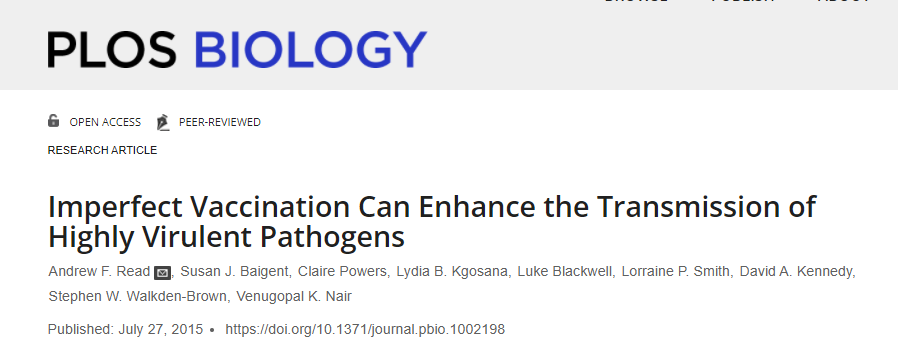 PLOS BIOLOGY
OPEN ACCESS PEER-REVIEWED
RESEARCH ARTICLE
Imperfect Vaccination Can Enhance the Transmission of
Highly Virulent Pathogens
Andrew F. Read, Susan J. Baigent, Claire Powers, Lydia B. Kgosana, Luke Blackwell, Lorraine P. Smith, David A. Kennedy,
Stephen W. Walkden-Brown, Venugopal K. Nair
Published: July 27, 2015 • https://doi.org/10.1371/journal.pbio.1002198